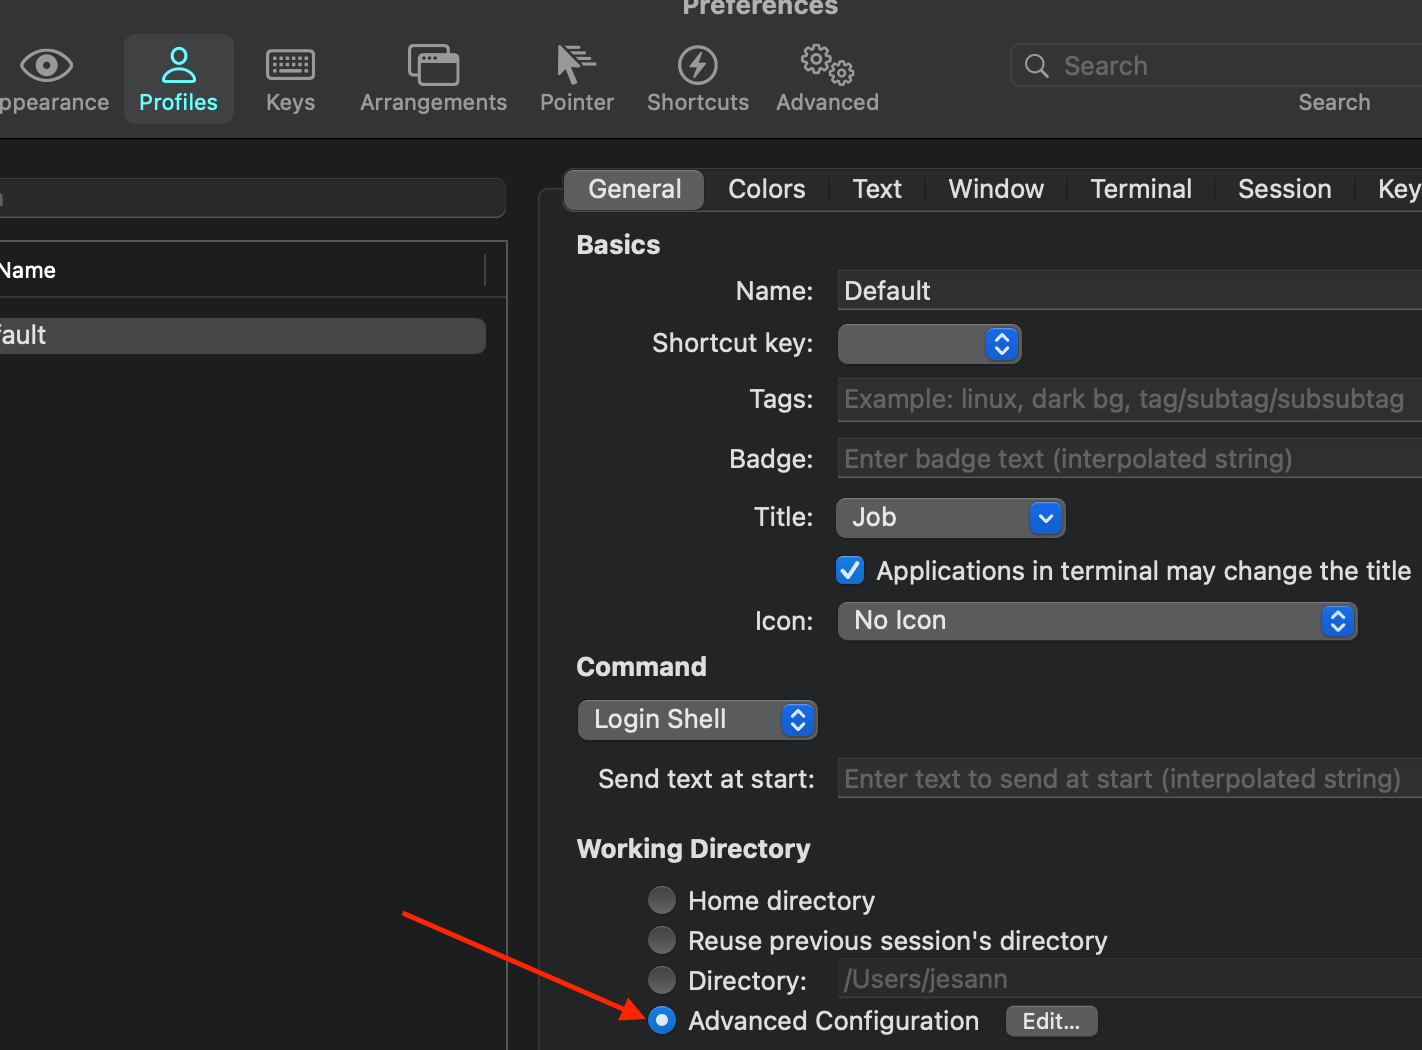 Preferences
ppearance
Profiles
Keys
Arrangements
Pointer
Shortcuts
Advanced
Search
Search
General
Colors
Text
Window
Terminal
Session
Key
Name
fault
Basics
Name: Default
Shortcut key:
Tags: Example: linux, dark bg, tag/subtag/subsubtag
Badge: Enter badge text (interpolated string)
Title: Job
Applications in terminal may change the title
Icon: No Icon
Command
Login Shell
Send text at start: Enter text to send at start (interpolated string)
Working Directory
Home directory
Reuse previous session's directory
Directory: /Users/jesann
Advanced Configuration Edit...